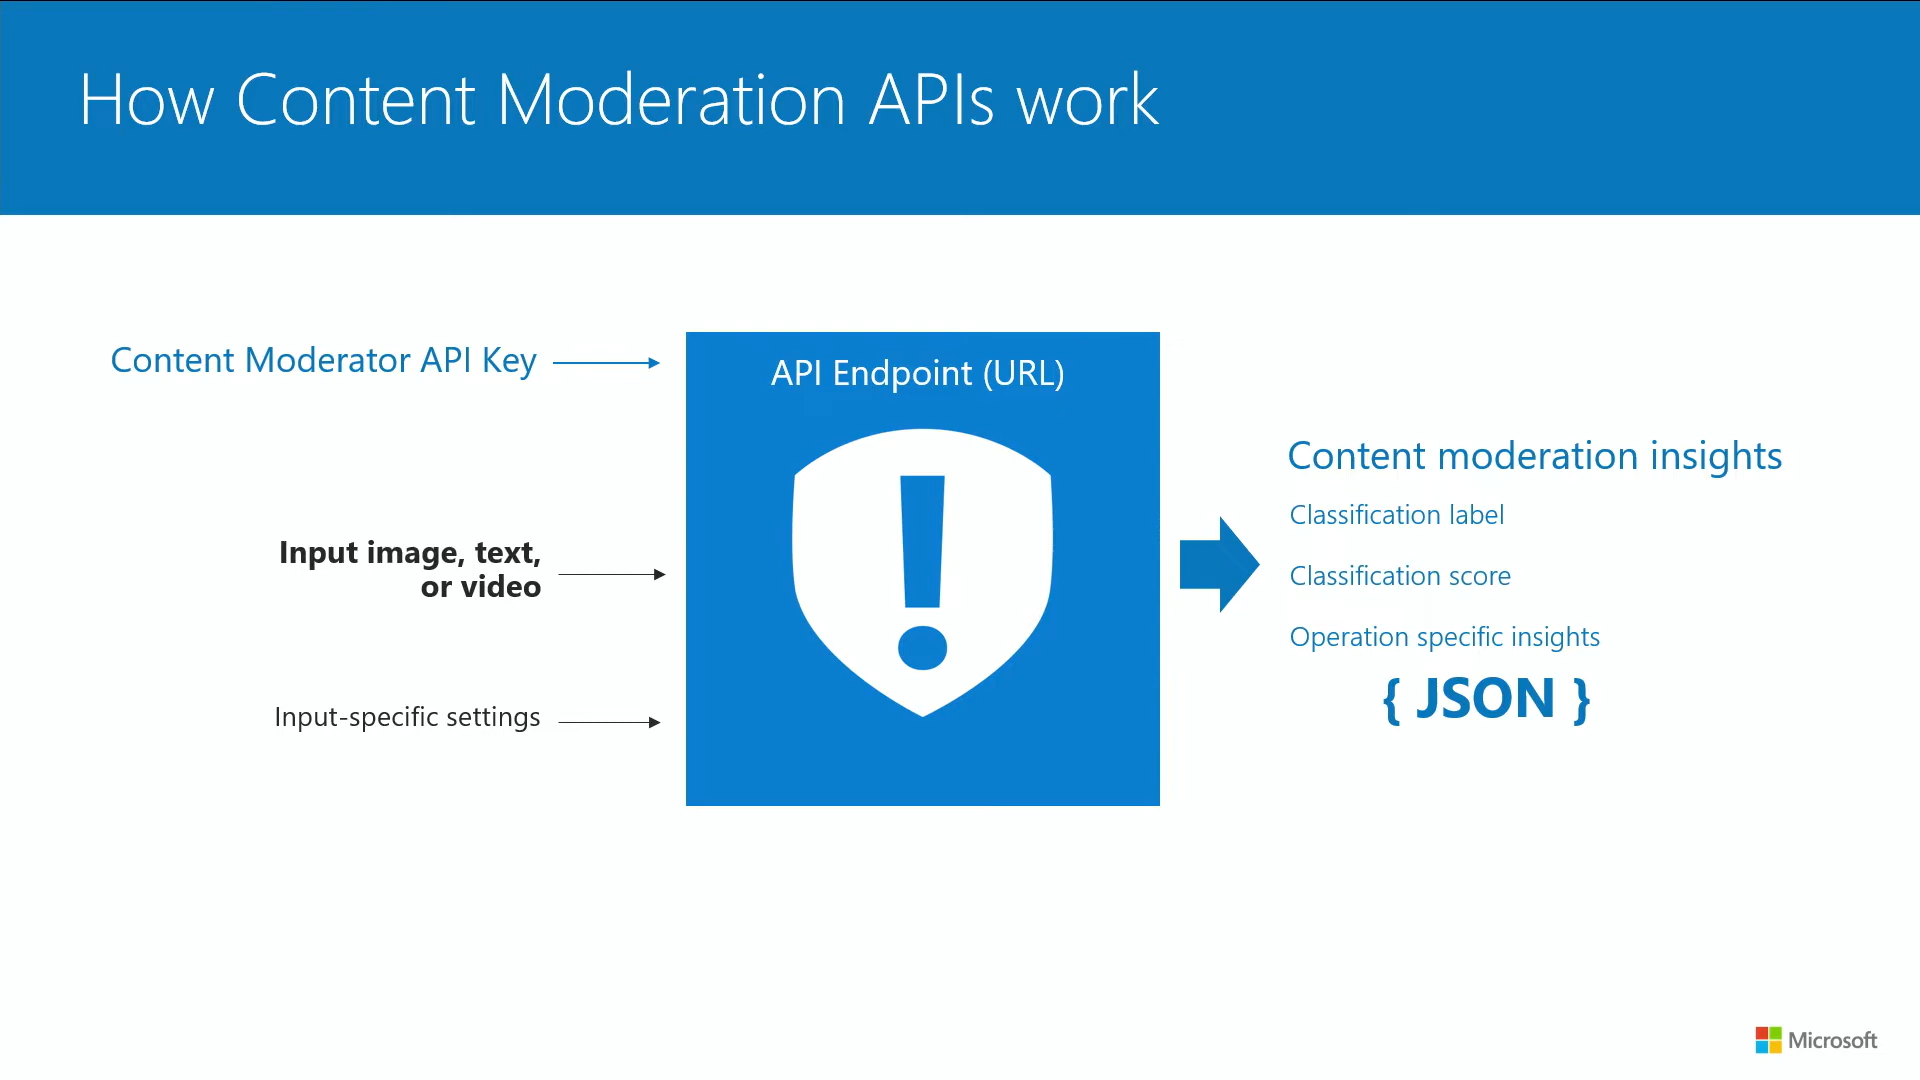 How Content Moderation APIs work
Content Moderator API Key
API Endpoint (URL)
Input image, text,
or video
Input-specific settings
Content moderation insights
Classification label
Classification score
Operation specific insights
{ JSON }
Microsoft